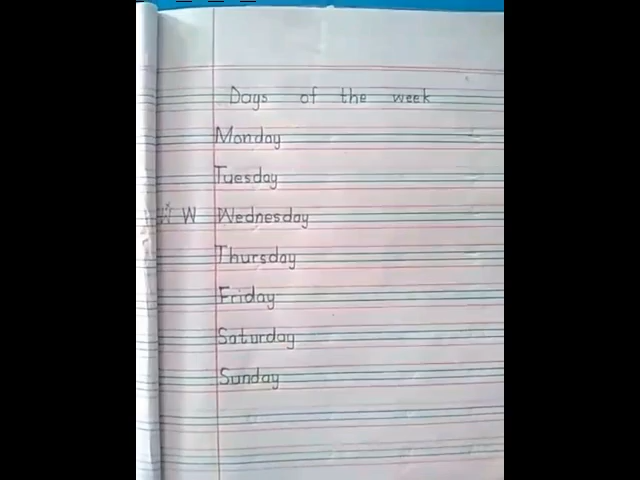 Days of the week
Monday
Tuesday
W W Wednesday
Thursday
Friday
Saturday
Sunday